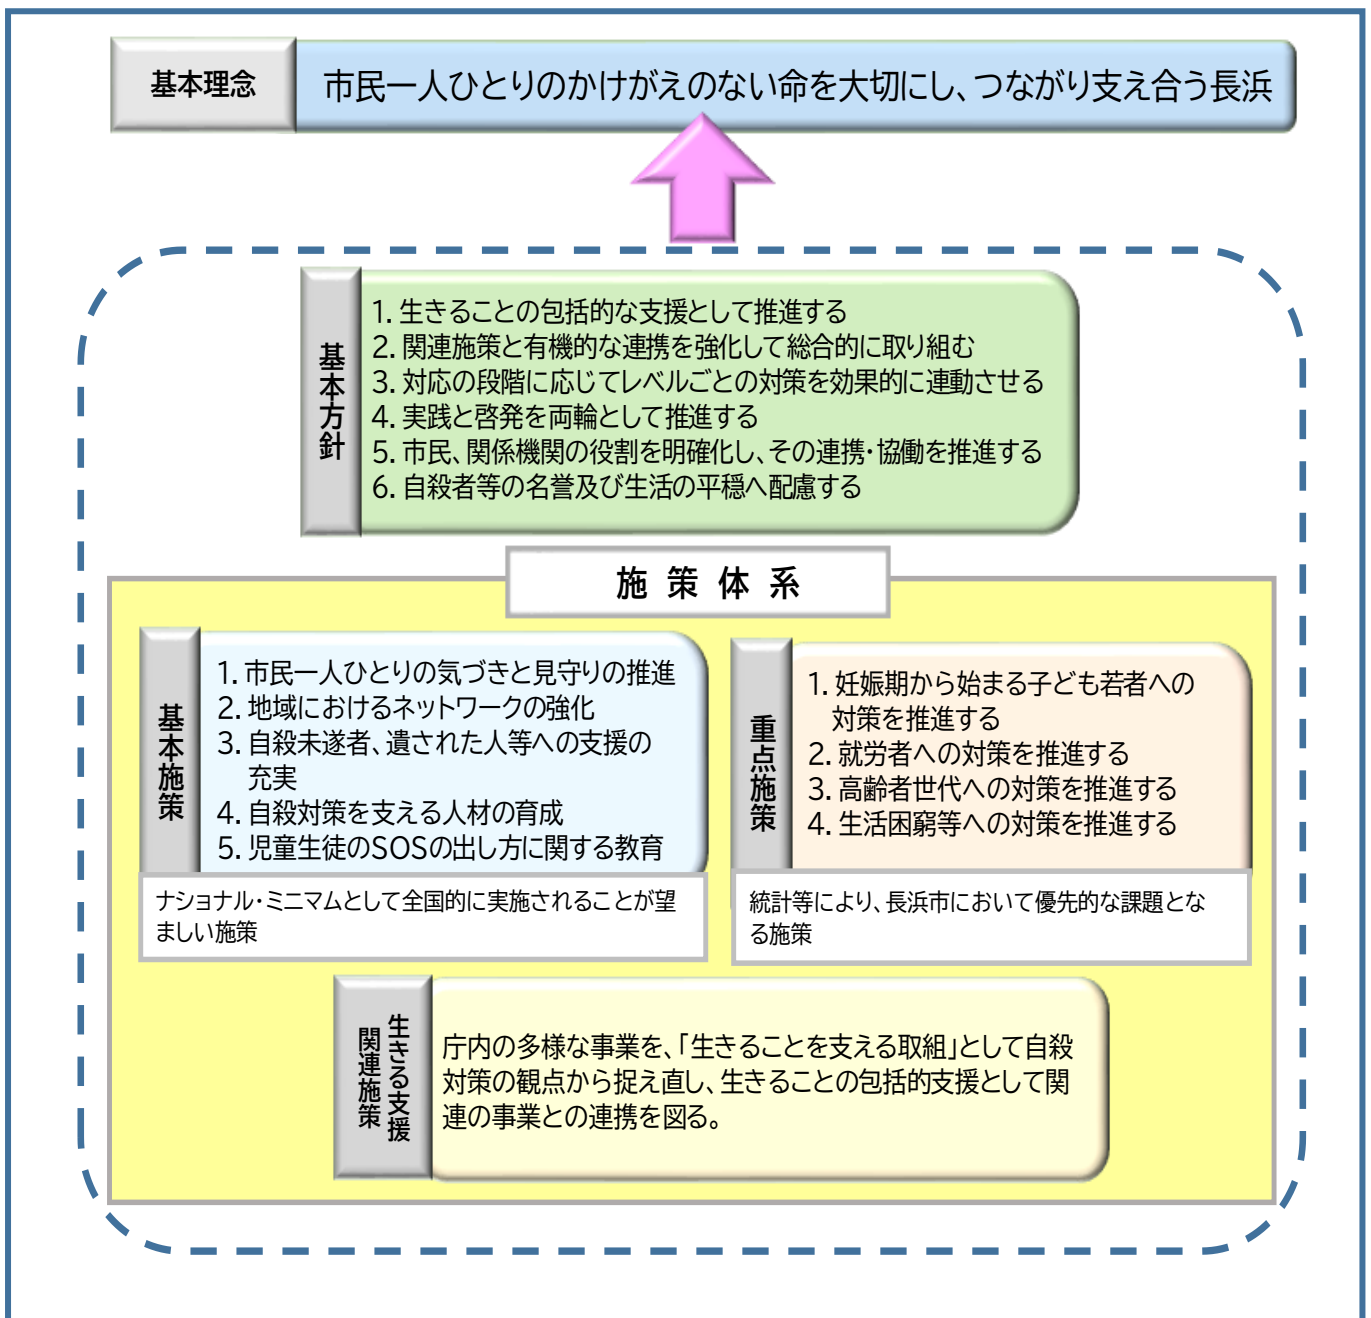 基本理念
市民一人ひとりのかけがえのない命を大切にし、つながり支え合う長浜
基本方針
1. 生きることの包括的な支援として推進する
2. 関連施策と有機的な連携を強化して総合的に取り組む
3. 対応の段階に応じてレベルごとの対策を効果的に連動させる
4. 実践と啓発を両輪として推進する
5. 市民、関係機関の役割を明確化し、その連携・協働を推進する
6. 自殺者等の名誉及び生活の平穏へ配慮する
施策体系
基本施策
1. 市民一人ひとりの気づきと見守りの推進
2. 地域におけるネットワークの強化
3. 自殺未遂者、遺された人等への支援の
充実
4. 自殺対策を支える人材の育成
5. 児童生徒のSOSの出し方に関する教育
ナショナル・ミニマムとして全国的に実施されることが望
ましい施策
重点施策
1. 妊娠期から始まる子ども若者への
対策を推進する
2. 就労者への対策を推進する
3. 高齢者世代への対策を推進する
4. 生活困窮等への対策を推進する
統計等により、長浜市において優先的な課題とな
る施策
生きる支援
関連施策
庁内の多様な事業を、「生きることを支える取組」として自殺
対策の観点から捉え直し、生きることの包括的支援として関
連の事業との連携を図る。